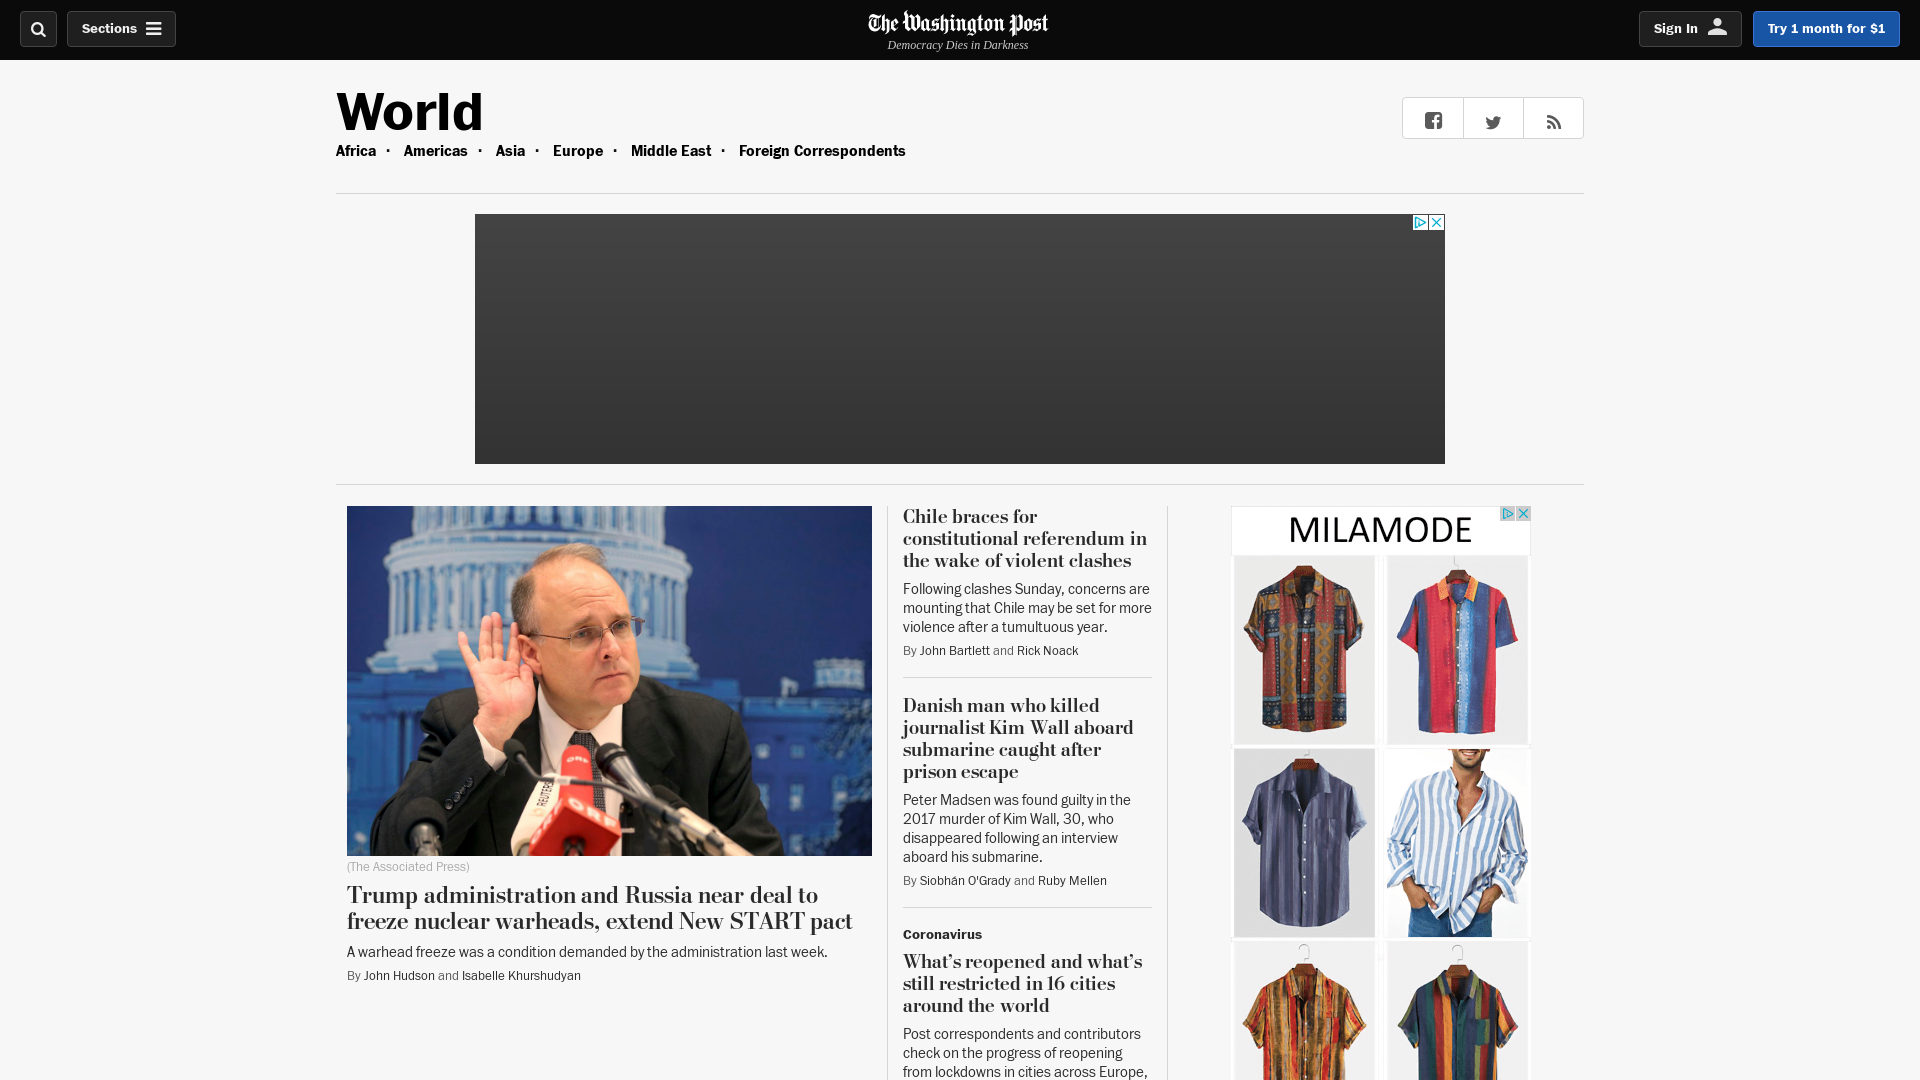 Sections
The Washington Post
Democracy Dies in Darkness
Sign In
Try 1 month for $1
World
Africa · Americas · Asia · Europe · Middle East · Foreign Correspondents
(The Associated Press)
Trump administration and Russia near deal to
freeze nuclear warheads, extend New START pact
A warhead freeze was a condition demanded by the administration last week.
By John Hudson and Isabelle Khurshudyan
Chile braces for
constitutional referendum in
the wake of violent clashes
Following clashes Sunday, concerns are
mounting that Chile may be set for more
violence after a tumultuous year.
By John Bartlett and Rick Noack
Danish man who killed
journalist Kim Wall aboard
submarine caught after
prison escape
Peter Madsen was found guilty in the
2017 murder of Kim Wall, 30, who
disappeared following an interview
aboard his submarine.
By Siobhán O'Grady and Ruby Mellen
Coronavirus
What’s reopened and what’s
still restricted in 16 cities
around the world
Post correspondents and contributors
check on the progress of reopening
from lockdowns in cities across Europe,
MILAMODE
REUTERS
ORF
ORF